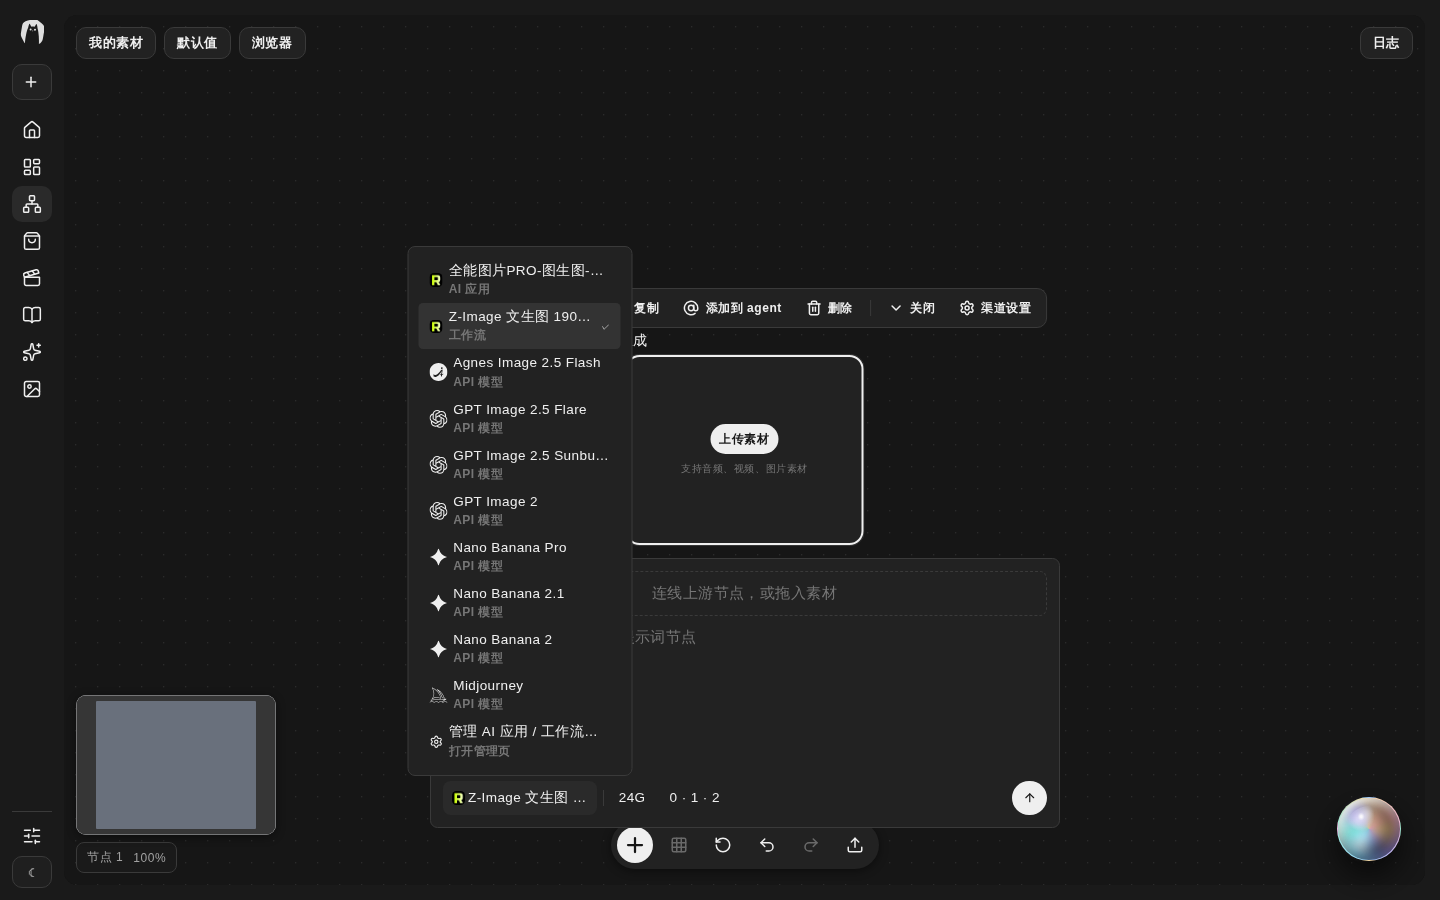 我的素材
默认值
浏览器
日志
全能图片PRO-图生图-...
AI 应用
Z-Image 文生图 190...
工作流
Agnes Image 2.5 Flash
API 模型
GPT Image 2.5 Flare
API 模型
GPT Image 2.5 Sunbu...
API 模型
GPT Image 2
API 模型
Nano Banana Pro
API 模型
Nano Banana 2.1
API 模型
Nano Banana 2
API 模型
Midjourney
API 模型
管理 AI 应用 / 工作流...
打开管理页
复制
添加到 agent
删除
关闭
渠道设置
成
上传素材
支持音频、视频、图片素材
连线上游节点，或拖入素材
示词节点
Z-Image 文生图 ...
24G
0 · 1 · 2
节点 1
100%